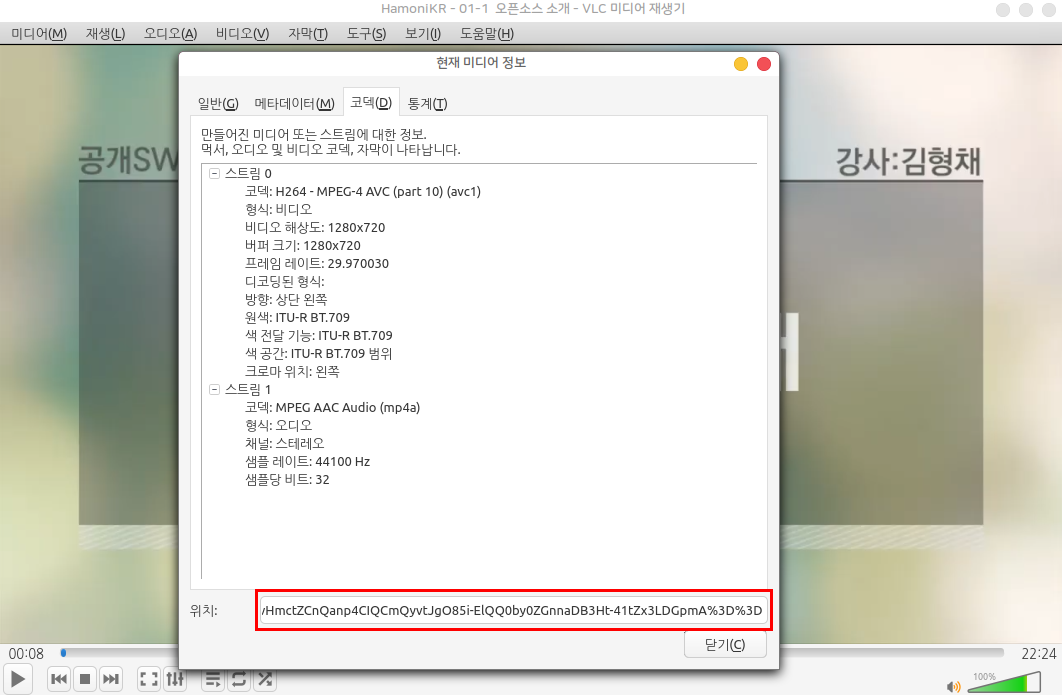 HamonIKR - 01-1 오픈소스 소개 - VLC 미디어 재생기
미디어(M) 재생(L) 오디오(A) 비디오(V) 자막(T) 도구(S) 보기(I) 도움말(H)
현재 미디어 정보
일반(G) 메타데이터(M) 코덱(D) 통계(T)
만들어진 미디어 또는 스트림에 대한 정보.
먹서, 오디오 및 비디오 코덱, 자막이 나타납니다.
공개SW
강사:김형채
스트림 0
코덱: H264 - MPEG-4 AVC (part 10) (avc1)
형식: 비디오
비디오 해상도: 1280x720
버퍼 크기: 1280x720
프레임 레이트: 29.970030
디코딩된 형식:
방향: 상단 왼쪽
원색: ITU-R BT.709
색 전달 기능: ITU-R BT.709
색 공간: ITU-R BT.709 범위
크로마 위치: 왼쪽
스트림 1
코덱: MPEG AAC Audio (mp4a)
형식: 오디오
채널: 스테레오
샘플 레이트: 44100 Hz
샘플당 비트: 32
위치: HmctZCnQanp4CIQCmQyvtJgO85i-ElQQ0by0ZGnnaDB3Ht-41tZx3LDGpmA%3D%3D
닫기(C)
00:08 22:24
100%